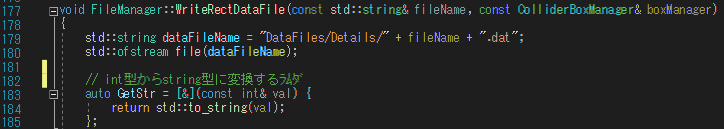 177 void FileManager::WriteRectDataFile(const std::string& fileName, const ColliderBoxManager& boxManager)
178 {
179 std::string dataFileName = "DataFiles/Details/" + fileName + ".dat";
180 std::ofstream file(dataFileName);
181
182 // int型からstring型に変換するﾗﾑﾀﾞ
183 auto GetStr = [&](const int& val) {
184 return std::to_string(val);
185 };